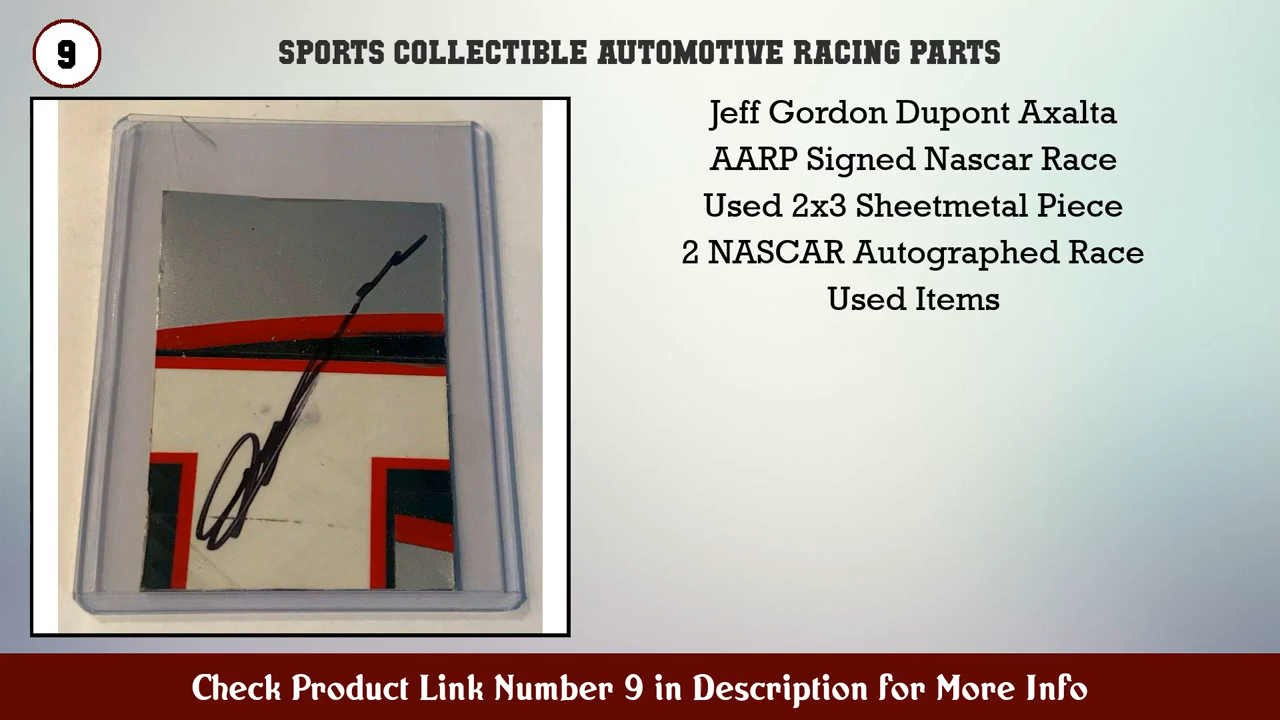 9
SPORTS COLLECTIBLE AUTOMOTIVE RACING PARTS
Jeff Gordon Dupont Axalta
AARP Signed Nascar Race
Used 2x3 Sheetmetal Piece
2 NASCAR Autographed Race
Used Items
Check Product Link Number 9 in Description for More Info